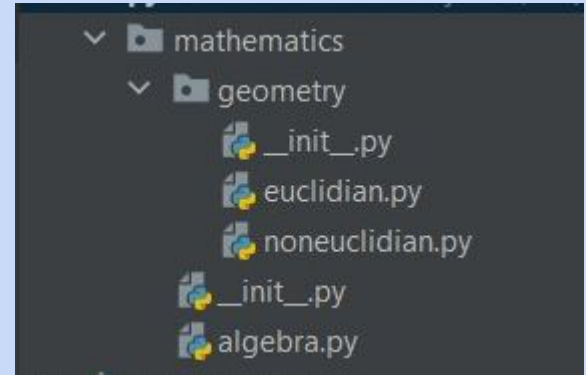 mathematics
geometry
__init__.py
euclidian.py
noneuclidian.py
__init__.py
algebra.py